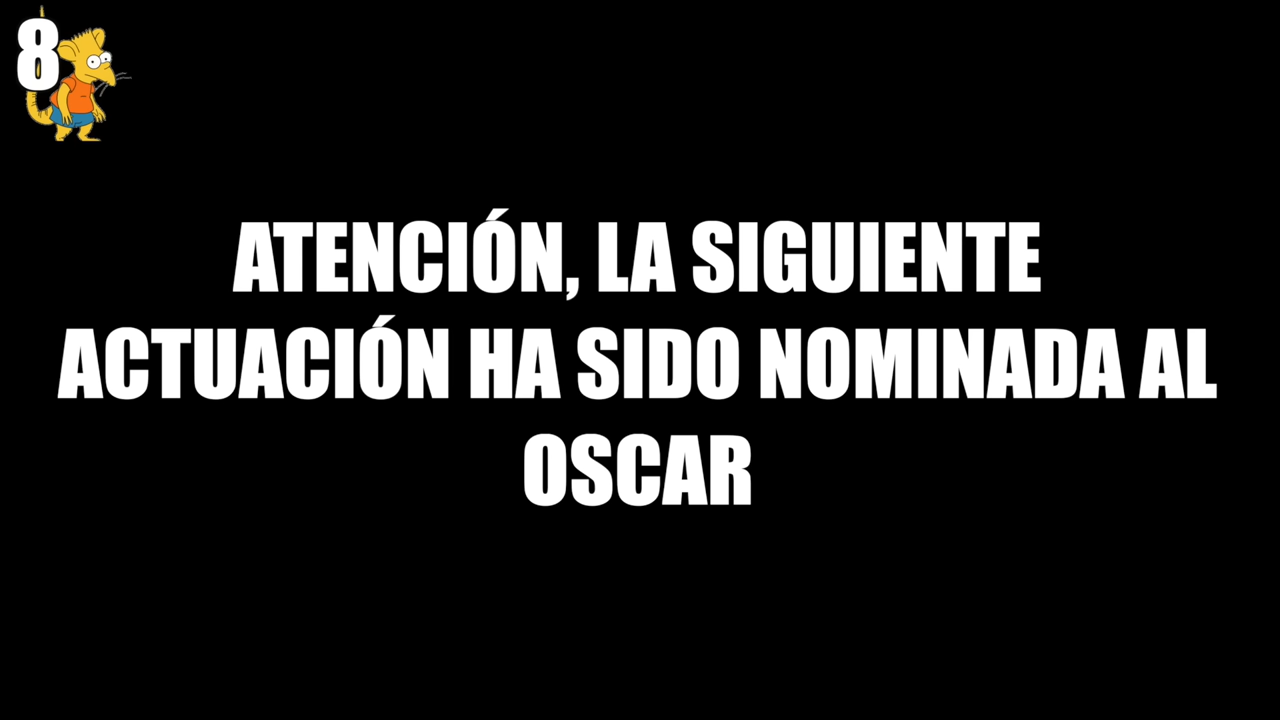 8
ATENCIÓN, LA SIGUIENTE
ACTUACIÓN HA SIDO NOMINADA AL
OSCAR